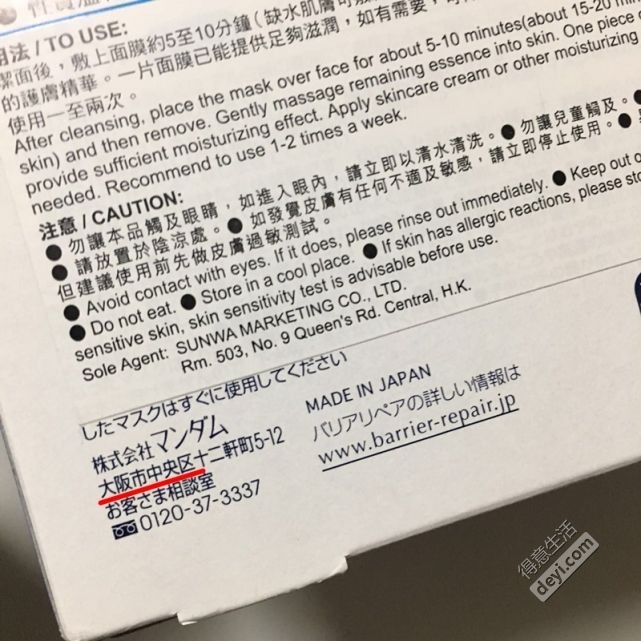 性質溫
用法 / TO USE:
潔面後，敷上面膜約5至10分鐘 ( 缺水肌膚可敷
的護膚精華。一片面膜已能提供足夠滋潤，如有需要，可
使用一至兩次。
After cleansing, place the mask over face for about 5-10 minutes(about 15-20 min
skin) and then remove. Gently massage remaining essence into skin. One piece
provide sufficient moisturizing effect. Apply skincare cream or other moisturizing
needed. Recommend to use 1-2 times a week.
注意 / CAUTION:
● 勿讓本品觸及眼睛，如進入眼內，請立即以清水清洗。● 勿讓兒童觸及。●
● 請放置於陰涼處。● 如發覺皮膚有任何不適及敏感，請立即停止使用。●
但建議使用前先做皮膚過敏測試。
● Avoid contact with eyes. If it does, please rinse out immediately. ● Keep out o
● Do not eat. ● Store in a cool place. ● If skin has allergic reactions, please sto
sensitive skin, skin sensitivity test is advisable before use.
Sole Agent: SUNWA MARKETING CO., LTD.
Rm. 503, No. 9 Queen's Rd. Central, H.K.
したマスクはすぐに使用してください
株式会社マンダム
大阪市中央区十二軒町5-12
お客さま相談室
☎0120-37-3337
MADE IN JAPAN
バリアリペアの詳しい情報は
www.barrier-repair.jp
得意生活
deyi.com